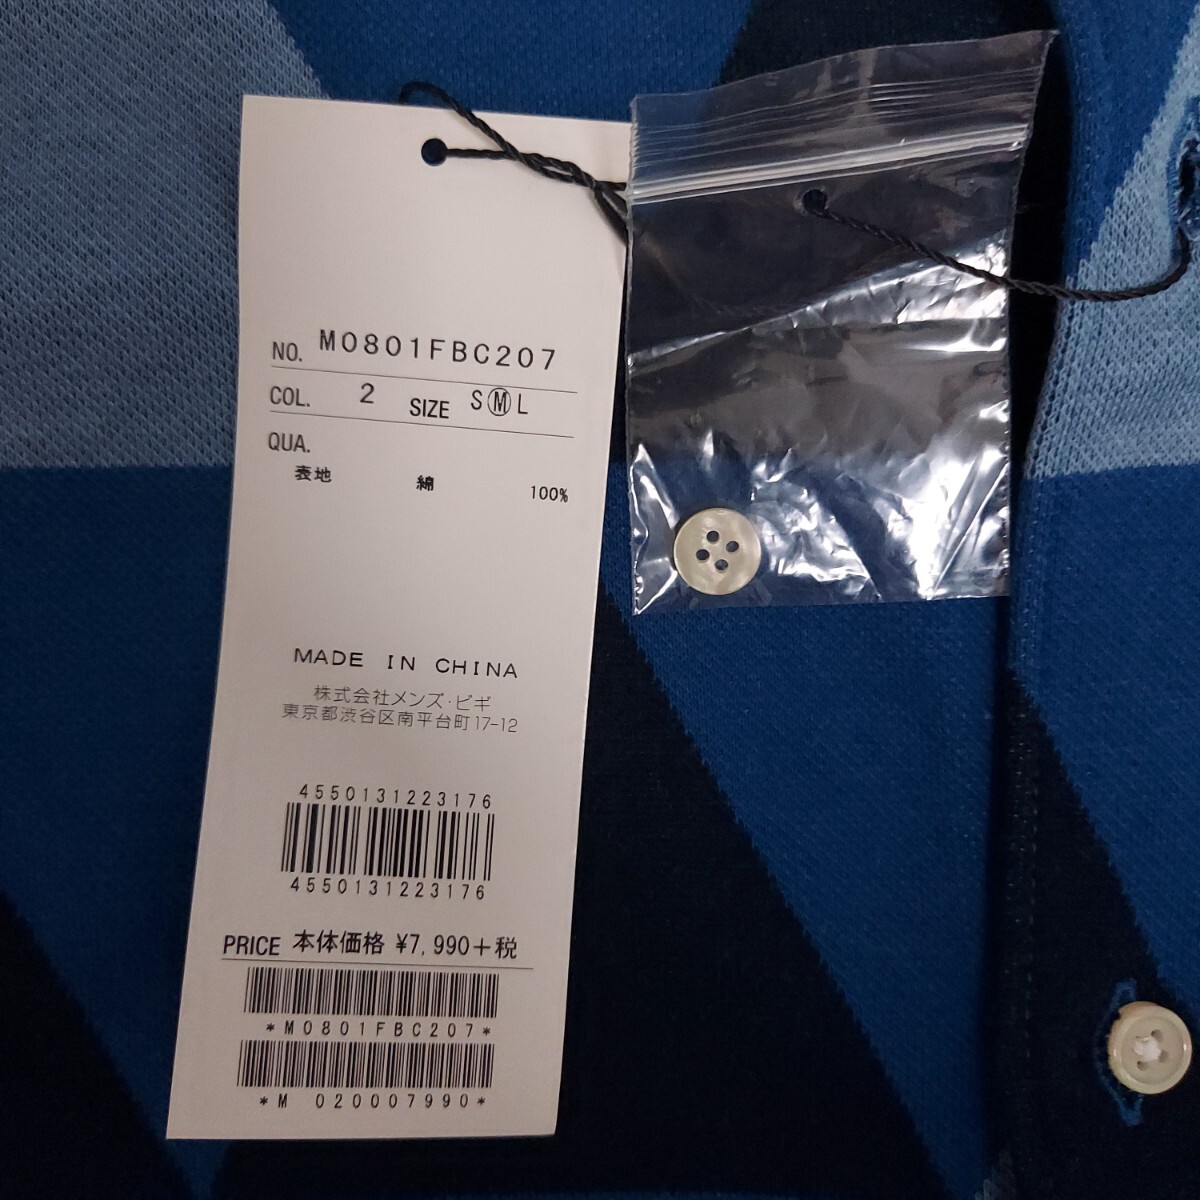 NO. M0801FBC207
COL. 2 SIZE S Ⓜ L
QUA.
表地 綿 100%
MADE IN CHINA
株式会社メンズ・ビギ
東京都渋谷区南平台町17-12
4550131223176
4550131223176
PRICE 本体価格 ¥7,990+税
*M0801FBC207*
*M 020007990*